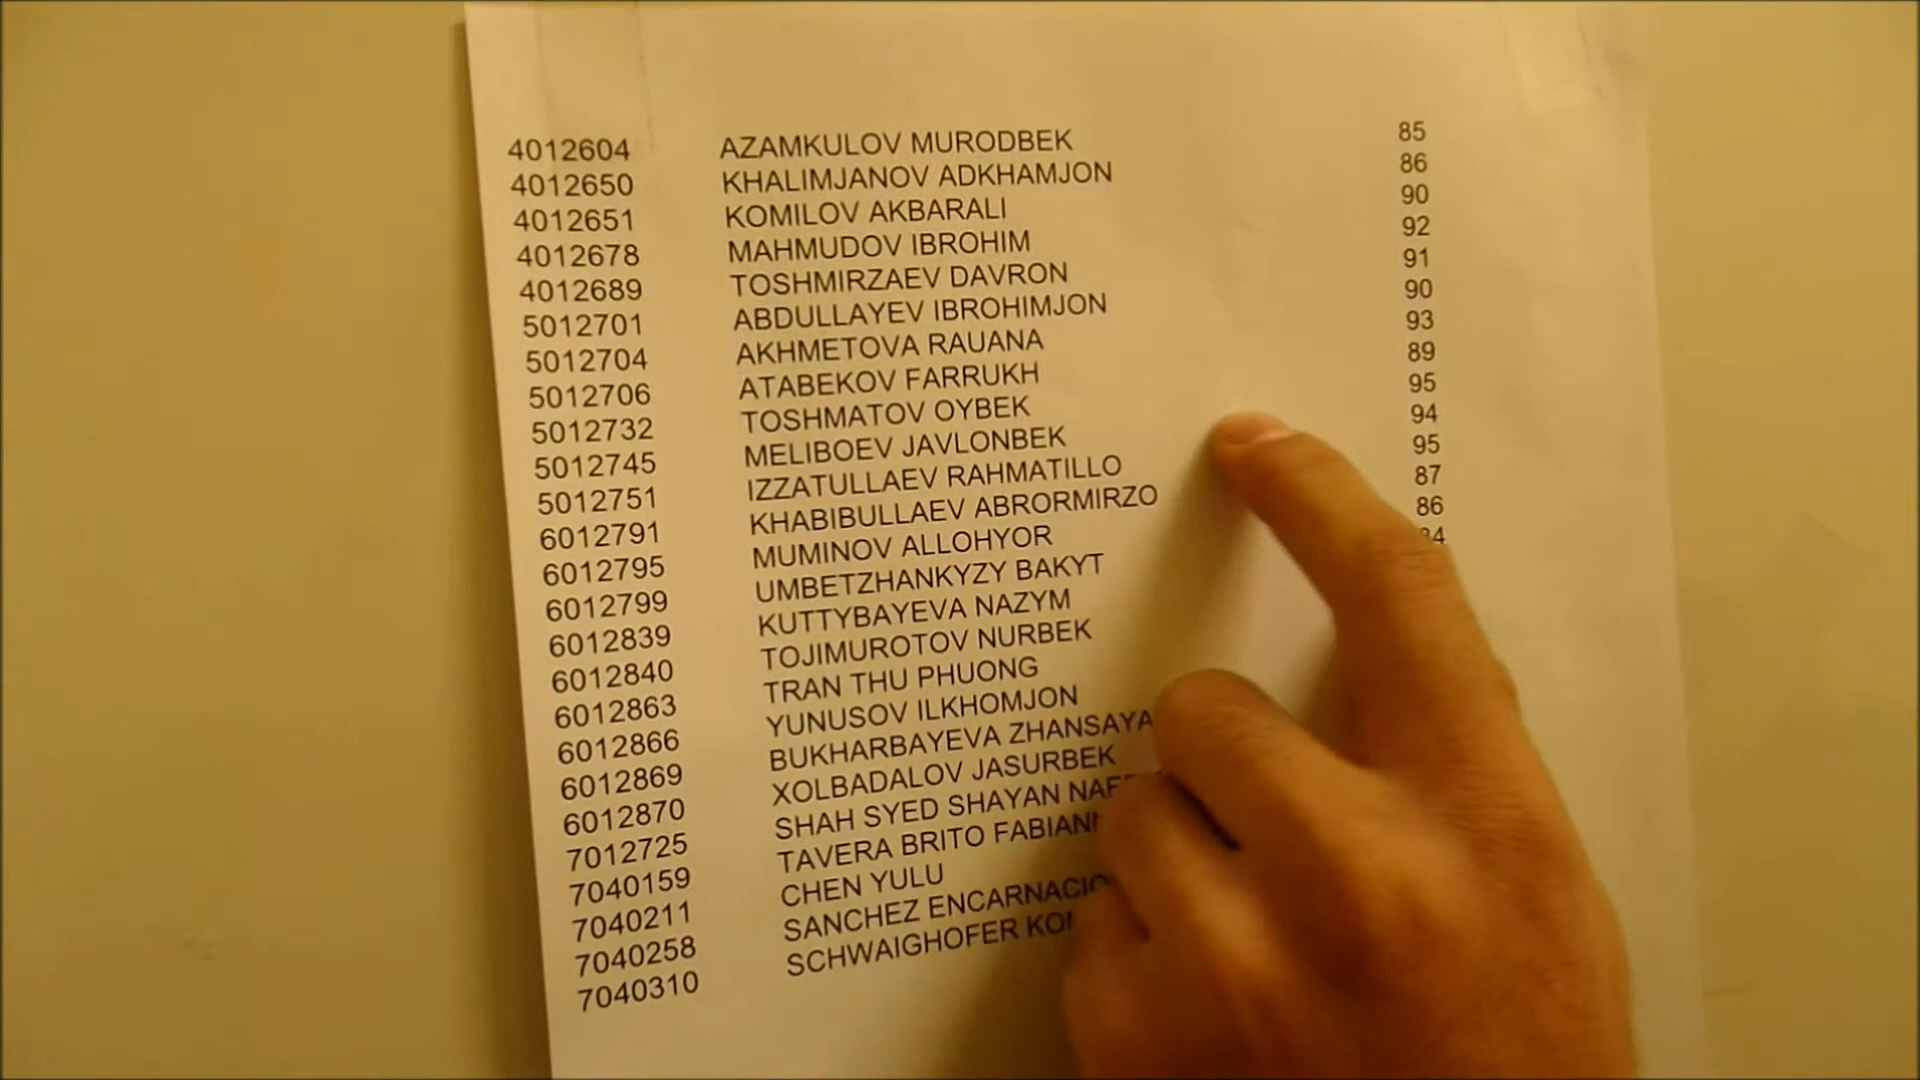 4012604 AZAMKULOV MURODBEK 85
4012650 KHALIMJANOV ADKHAMJON 86
4012651 KOMILOV AKBARALI 90
4012678 MAHMUDOV IBROHIM 92
4012689 TOSHMIRZAEV DAVRON 91
5012701 ABDULLAYEV IBROHIMJON 90
5012704 AKHMETOVA RAUANA 93
5012706 ATABEKOV FARRUKH 89
5012732 TOSHMATOV OYBEK 95
5012745 MELIBOEV JAVLONBEK 94
5012751 IZZATULLAEV RAHMATILLO 95
6012791 KHABIBULLAEV ABRORMIRZO 87
6012795 MUMINOV ALLOHYOR 86
6012799 UMBETZHANKYZY BAKYT
6012839 KUTTYBAYEVA NAZYM
6012840 TOJIMUROTOV NURBEK
6012863 TRAN THU PHUONG
6012866 YUNUSOV ILKHOMJON
6012869 BUKHARBAYEVA ZHANSAYA
6012870 XOLBADALOV JASURBEK
7012725 SHAH SYED SHAYAN
7040159 TAVERA BRITO
7040211 CHEN YULU
7040258 SANCHEZ
7040310 SCHWAIGHOFER